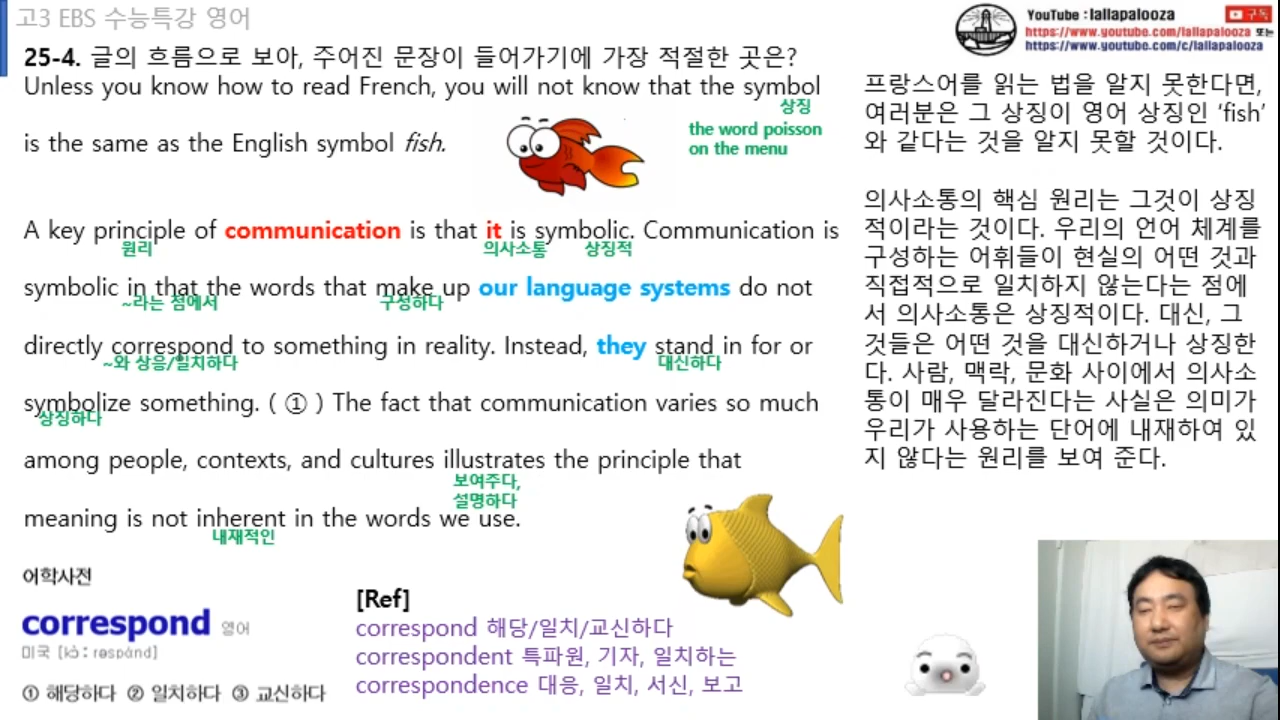 고3 EBS 수능특강 영어
YouTube : lallapalooza
구독
https://www.youtube.com/lallapalooza 또는
https://www.youtube.com/c/lallapalooza
25-4. 글의 흐름으로 보아, 주어진 문장이 들어가기에 가장 적절한 곳은?
Unless you know how to read French, you will not know that the symbol
상징
the word poisson
on the menu
is the same as the English symbol fish.
A key principle of communication is that it is symbolic. Communication is
원리 의사소통 상징적
symbolic in that the words that make up our language systems do not
~라는 점에서 구성하다
directly correspond to something in reality. Instead, they stand in for or
~와 상응/일치하다 대신하다
symbolize something. ( ① ) The fact that communication varies so much
상징하다
among people, contexts, and cultures illustrates the principle that
보여주다,
설명하다
meaning is not inherent in the words we use.
내재적인
프랑스어를 읽는 법을 알지 못한다면,
여러분은 그 상징이 영어 상징인 ‘fish’
와 같다는 것을 알지 못할 것이다.
의사소통의 핵심 원리는 그것이 상징
적이라는 것이다. 우리의 언어 체계를
구성하는 어휘들이 현실의 어떤 것과
직접적으로 일치하지 않는다는 점에
서 의사소통은 상징적이다. 대신, 그
것들은 어떤 것을 대신하거나 상징한
다. 사람, 맥락, 문화 사이에서 의사소
통이 매우 달라진다는 사실은 의미가
우리가 사용하는 단어에 내재하여 있
지 않다는 원리를 보여 준다.
어학사전
correspond 영어
미국 [kɔ̀ːrəspánd]
① 해당하다 ② 일치하다 ③ 교신하다
[Ref]
correspond 해당/일치/교신하다
correspondent 특파원, 기자, 일치하는
correspondence 대응, 일치, 서신, 보고